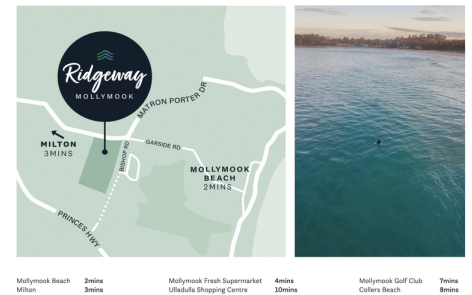 Ridgeway
MOLLYMOOK
MATRON PORTER DR
MILTON
3MINS
BISHOP RD
GARSIDE RD
MOLLYMOOK
BEACH
2MINS
PRINCES HWY
Mollymook Beach 2mins
Milton 3mins
Mollymook Fresh Supermarket 4mins
Ulladulla Shopping Centre 10mins
Mollymook Golf Club 7mins
Collers Beach 8mins